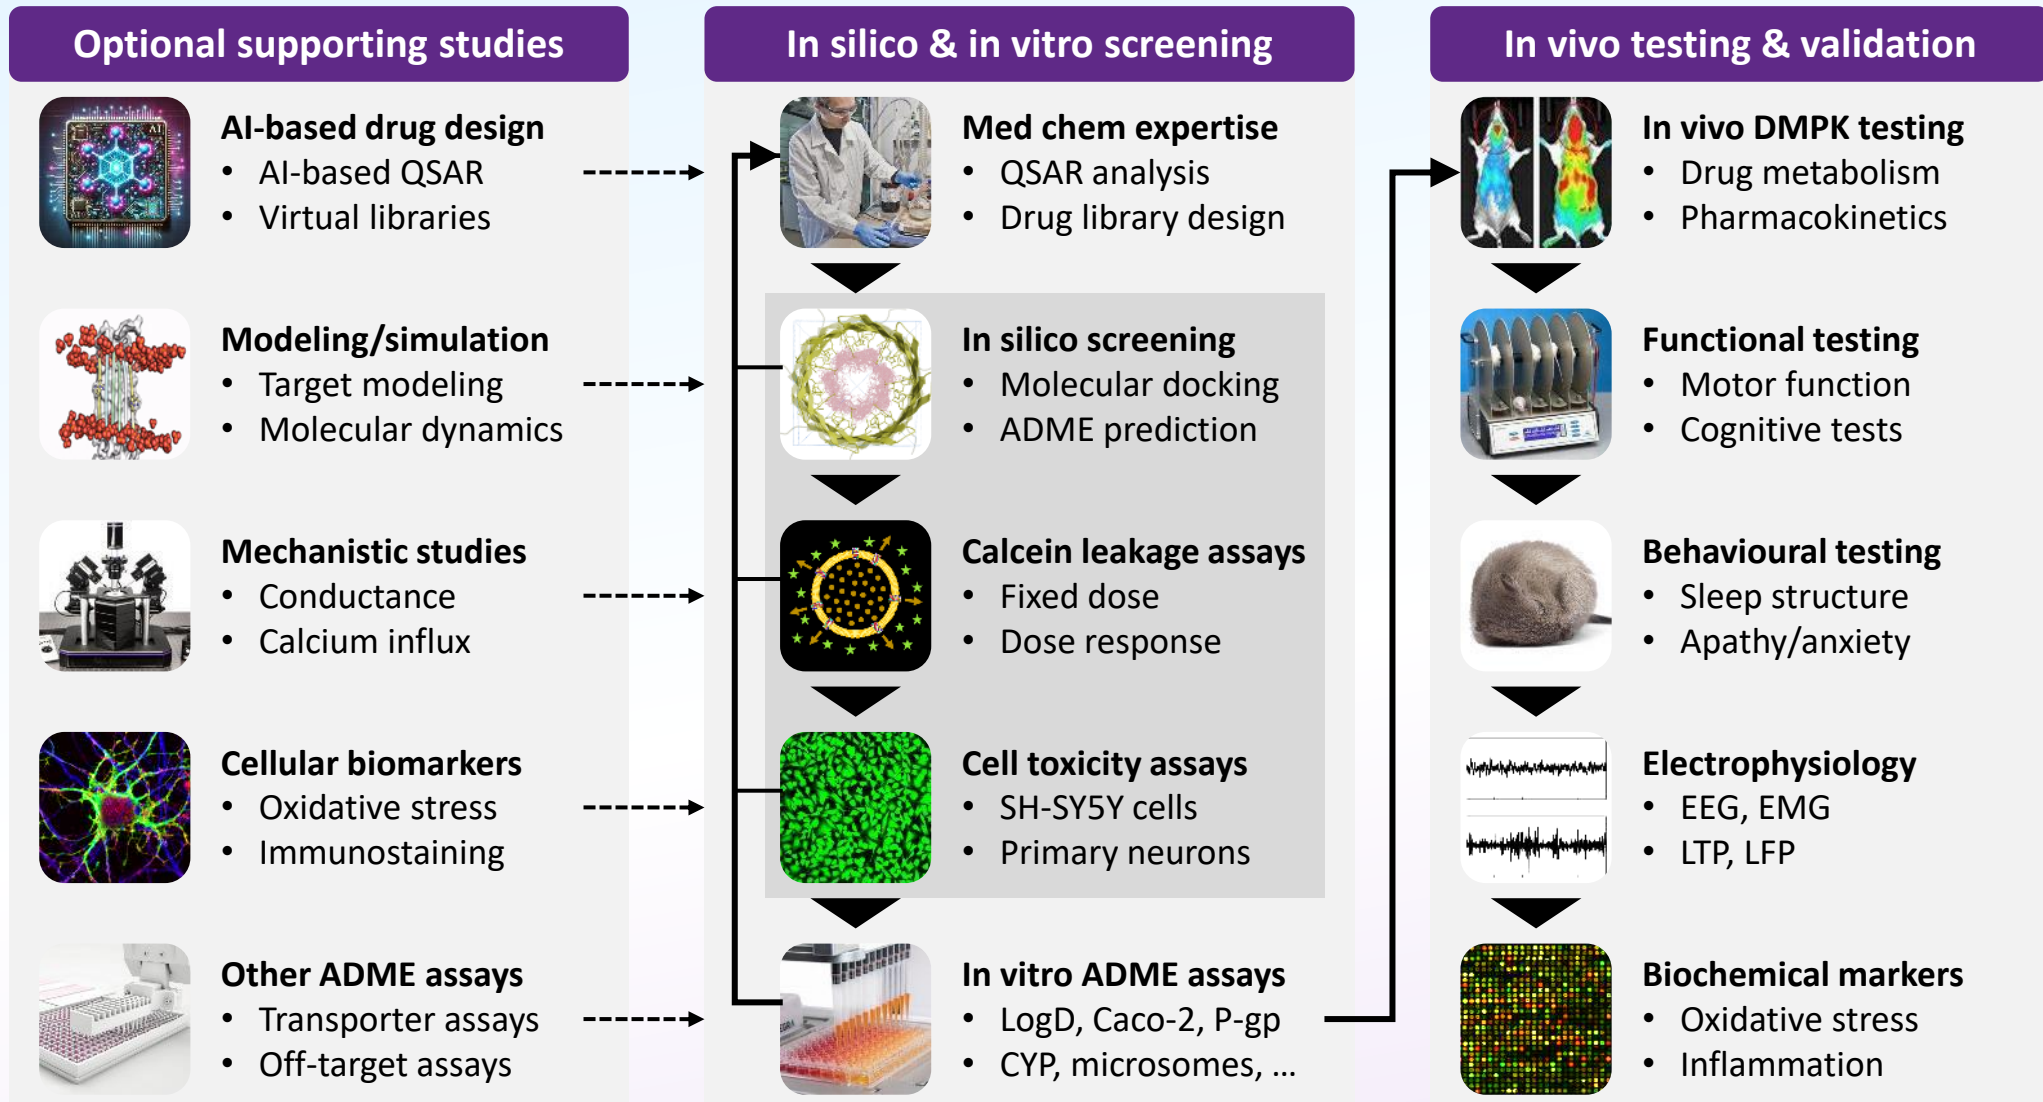 Optional supporting studies
AI-based drug design
• AI-based QSAR
• Virtual libraries
Modeling/simulation
• Target modeling
• Molecular dynamics
Mechanistic studies
• Conductance
• Calcium influx
Cellular biomarkers
• Oxidative stress
• Immunostaining
Other ADME assays
• Transporter assays
• Off-target assays
In silico & in vitro screening
Med chem expertise
• QSAR analysis
• Drug library design
In silico screening
• Molecular docking
• ADME prediction
Calcein leakage assays
• Fixed dose
• Dose response
Cell toxicity assays
• SH-SY5Y cells
• Primary neurons
In vitro ADME assays
• LogD, Caco-2, P-gp
• CYP, microsomes, …
In vivo testing & validation
In vivo DMPK testing
• Drug metabolism
• Pharmacokinetics
Functional testing
• Motor function
• Cognitive tests
Behavioural testing
• Sleep structure
• Apathy/anxiety
Electrophysiology
• EEG, EMG
• LTP, LFP
Biochemical markers
• Oxidative stress
• Inflammation